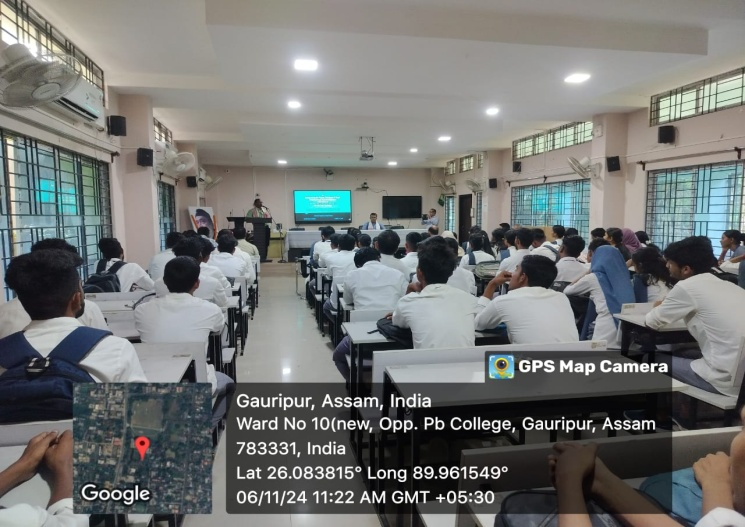 GPS Map Camera
Gauripur, Assam, India
Ward No 10(new, Opp. Pb College, Gauripur, Assam
783331, India
Lat 26.083815° Long 89.961549°
06/11/24 11:22 AM GMT +05:30
Google